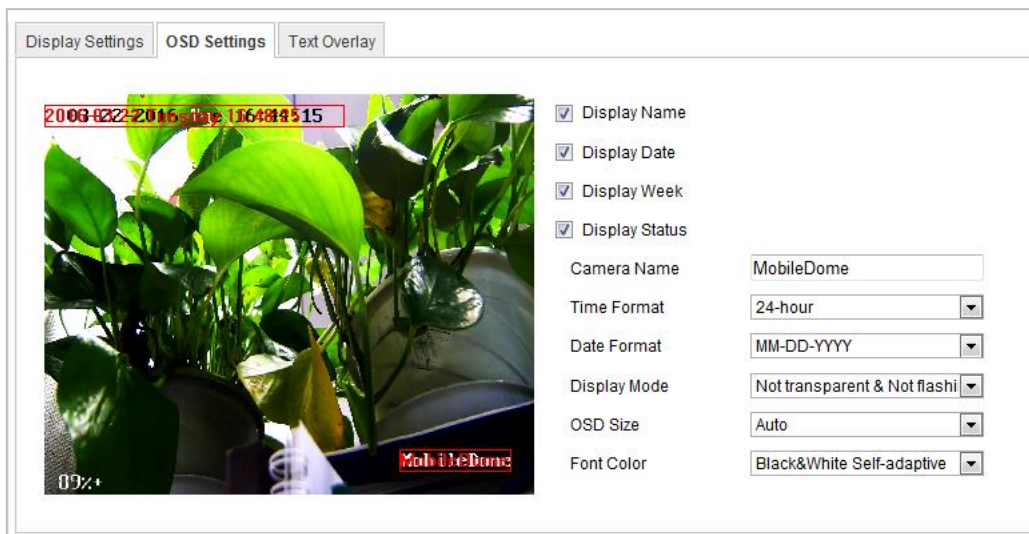 Display Settings OSD Settings Text Overlay
Display Name
Display Date
Display Week
Display Status
Camera Name MobileDome
Time Format 24-hour
Date Format MM-DD-YYYY
Display Mode Not transparent & Not flashi
OSD Size Auto
Font Color Black&White Self-adaptive
MobileDome
89%+